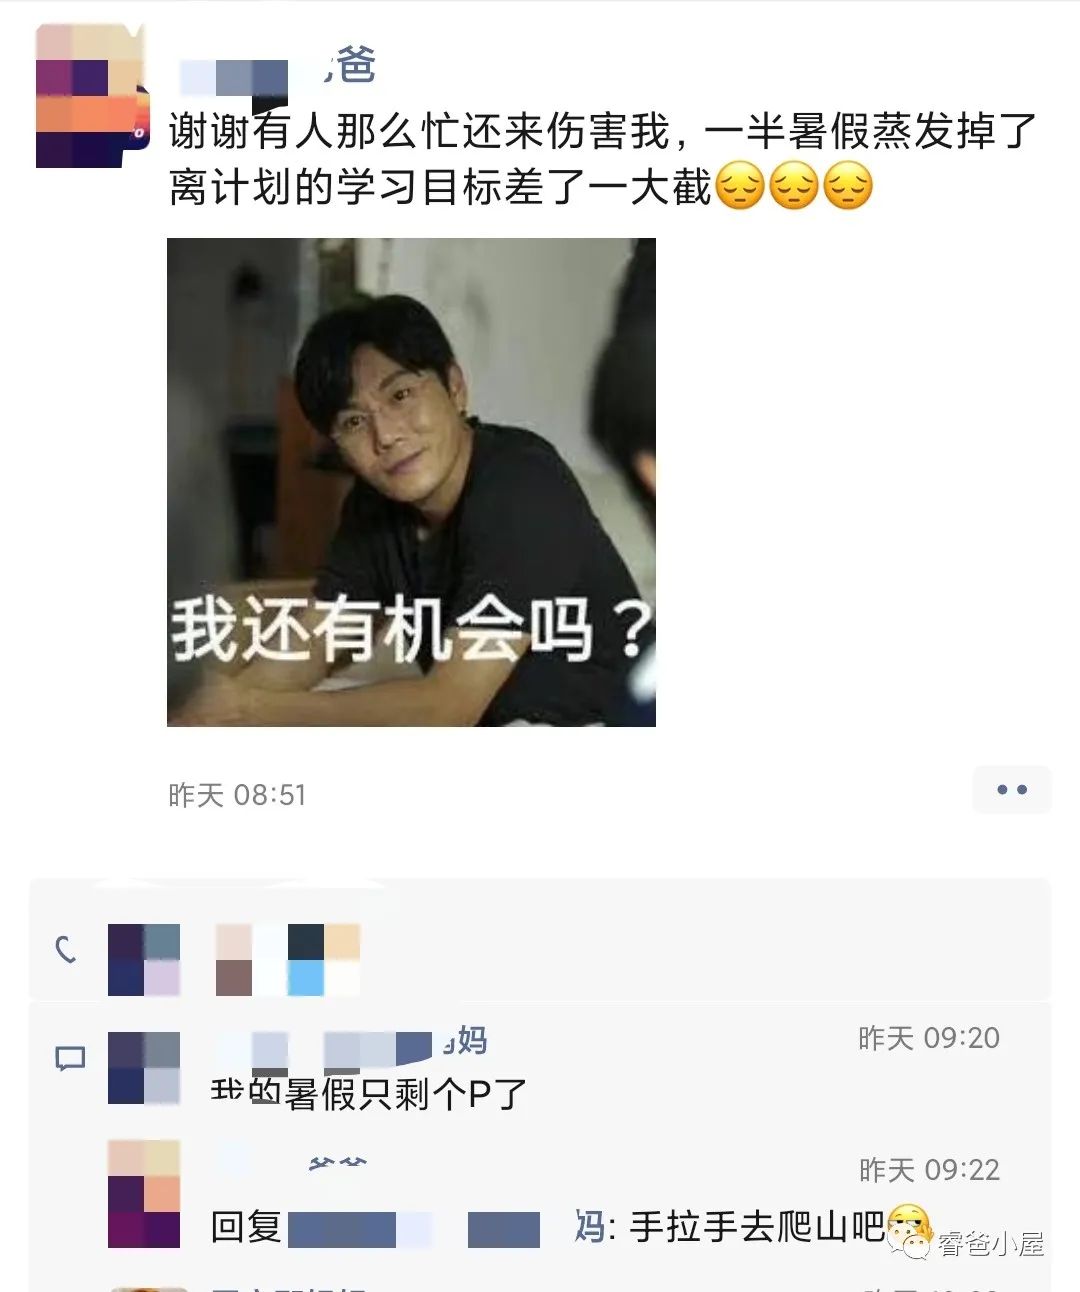 爸
谢谢有人那么忙还来伤害我，一半暑假蒸发掉了
离计划的学习目标差了一大截😔😔😔
我还有机会吗？
昨天 08:51
妈
昨天 09:20
我的暑假只剩个P了
昨天 09:22
回复 妈: 手拉手去爬山吧
睿爸小屋